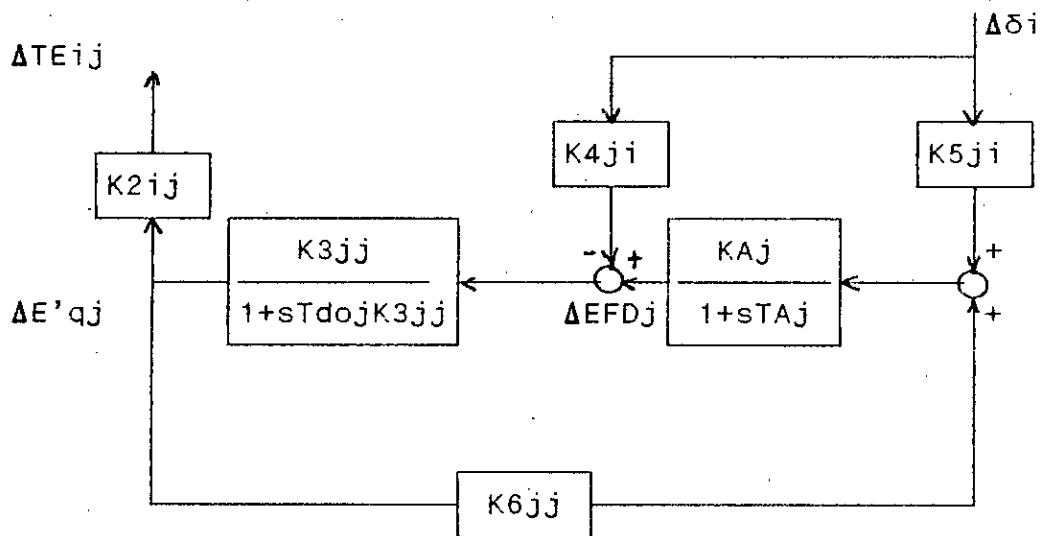 Δδi
ΔTEij
K4ji
K5ji
K2ij
K3jj
1+sTdojK3jj
- +
KAj
1+sTAj
+
+
ΔE'qj
ΔEFDj
K6jj